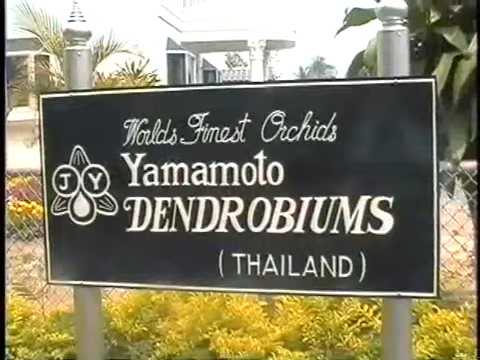 Worlds Finest Orchids
JY
Yamamoto
DENDROBIUMS
(THAILAND)